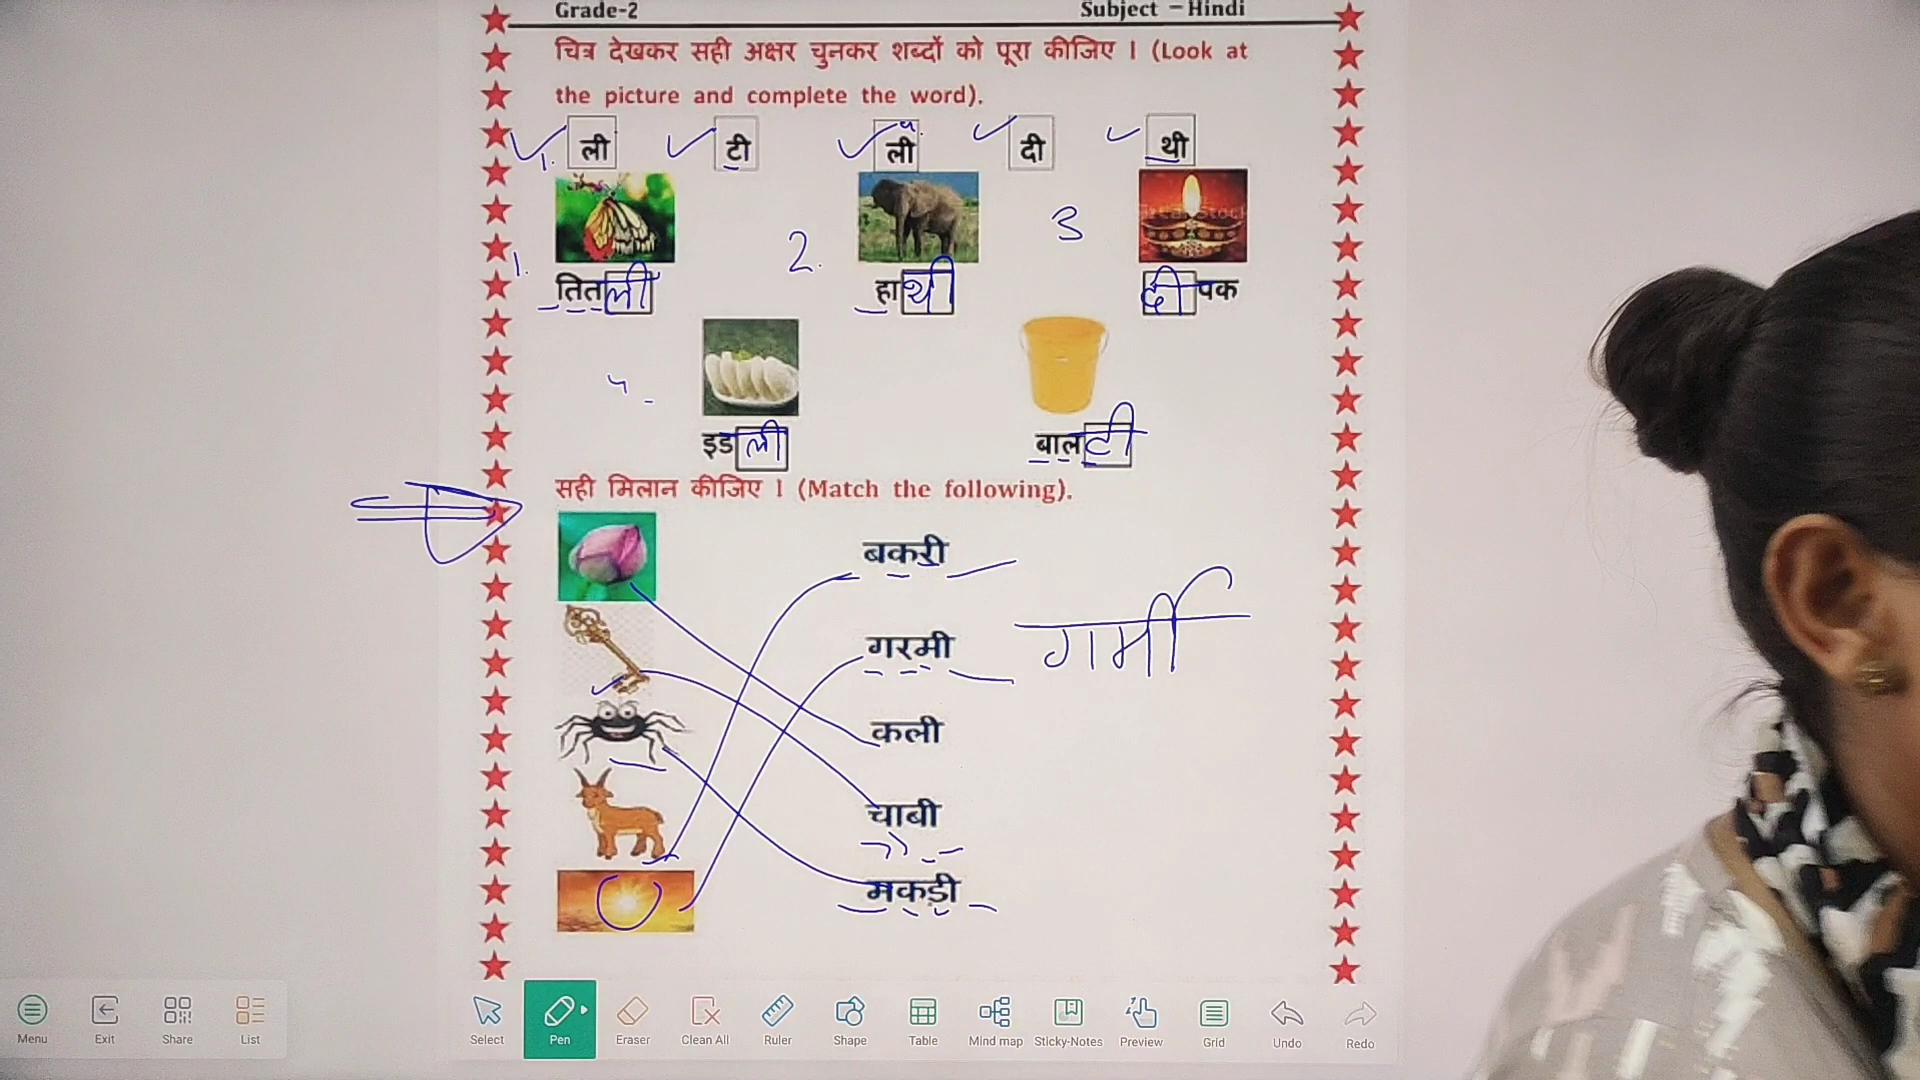 Grade-2 Subject - Hindi
चित्र देखकर सही अक्षर चुनकर शब्दों को पूरा कीजिए । (Look at
the picture and complete the word).
1. ली टी ली दी थी
1. 2. 3
तितली हाथी दीपक
इडली बालटी
सही मिलान कीजिए । (Match the following).
बकरी
गरमी गर्मी
कली
चाबी
मकडी
Menu Exit Share List Select Pen Eraser Clean All Ruler Shape Table Mind map Sticky-Notes Preview Grid Undo Redo